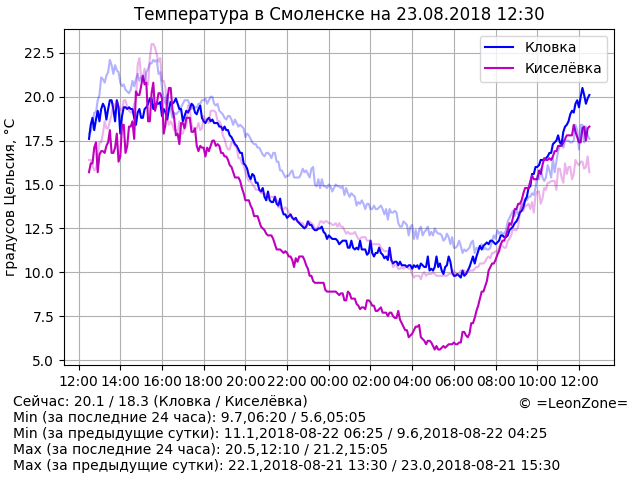 Температура в Смоленске на 23.08.2018 12:30
Кловка
Киселёвка
градусов Цельсия, °C
22.5
20.0
17.5
15.0
12.5
10.0
7.5
5.0
12:00 14:00 16:00 18:00 20:00 22:00 00:00 02:00 04:00 06:00 08:00 10:00 12:00
Сейчас: 20.1 / 18.3 (Кловка / Киселёвка)
© =LeonZone=
Min (за последние 24 часа): 9.7,06:20 / 5.6,05:05
Min (за предыдущие сутки): 11.1,2018-08-22 06:25 / 9.6,2018-08-22 04:25
Max (за последние 24 часа): 20.5,12:10 / 21.2,15:05
Max (за предыдущие сутки): 22.1,2018-08-21 13:30 / 23.0,2018-08-21 15:30